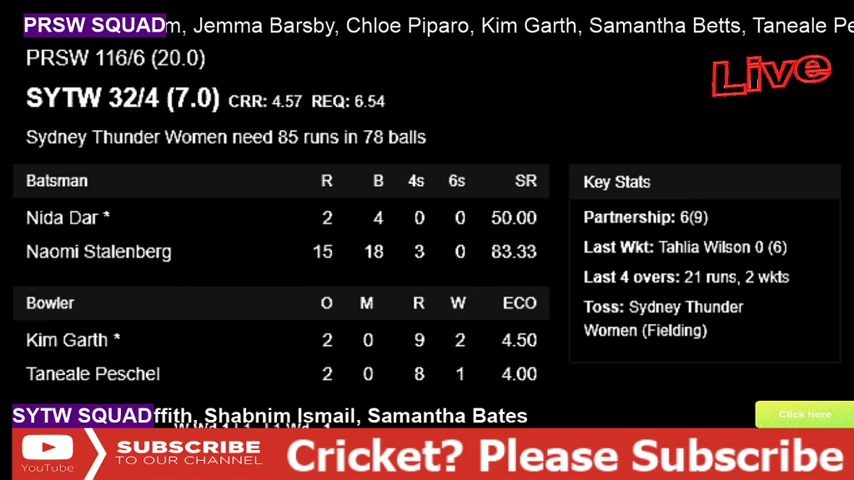 PRSW SQUAD m, Jemma Barsby, Chloe Piparo, Kim Garth, Samantha Betts, Taneale Pe
PRSW 116/6 (20.0)
Live
SYTW 32/4 (7.0) CRR: 4.57 REQ: 6.54
Sydney Thunder Women need 85 runs in 78 balls
Batsman R B 4s 6s SR
Nida Dar * 2 4 0 0 50.00
Naomi Stalenberg 15 18 3 0 83.33
Bowler O M R W ECO
Kim Garth * 2 0 9 2 4.50
Taneale Peschel 2 0 8 1 4.00
Key Stats
Partnership: 6(9)
Last Wkt: Tahlia Wilson 0 (6)
Last 4 overs: 21 runs, 2 wkts
Toss: Sydney Thunder
Women (Fielding)
SYTW SQUAD ffith, Shabnim Ismail, Samantha Bates
Click here
YouTube
SUBSCRIBE
TO OUR CHANNEL
Cricket? Please Subscribe